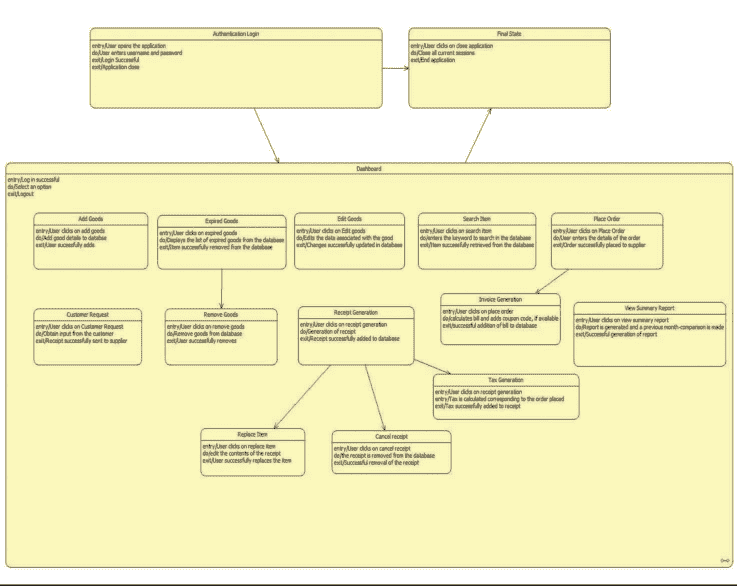 Authentication Login
entry/User opens the application
do/User enters username and password
exit/Login Successful
exit/Application close
Final State
entry/User clicks on close application
do/Close all current sessions
exit/End application
Dashboard
entry/Log in successful
do/Select an option
exit/Logout
Add Goods
entry/User clicks on add goods
do/Add good details to databse
exit/User sucessfully adds
Expired Goods
entry/User clicks on expired goods
do/Displays the list of expired goods from the database
exit/Item successfully removed from the database
Edit Goods
entry/User clicks on Edit goods
do/Edits the data associated with the good
exit/Changes successfully updated in database
Search Item
entry/User clicks on search item
do/enters the keyword to search in the database
exit/Item successfully retrieved from the database
Place Order
entry/User clicks on Place Order
do/User enters the details of the order
exit/Order successfully placed to supplier
Customer Request
entry/User clicks on Customer Request
do/Obtain input from the customer
exit/Receipt successfully sent to supplier
Remove Goods
entry/User clicks on remove goods
do/Remove goods from database
exit/User successfully removes
Receipt Generation
entry/User clicks on receipt generation
do/Generation of receipt
exit/Receipt successfully added to database
Invoice Generation
entry/User clicks on place order
do/calculates bill and adds coupon code, if available
exit/successful addition of bill to database
View Summary Report
entry/User clicks on view summary report
do/Report is generated and a previous month-comparison is made
exit/Successful generation of report
Tax Generation
entry/User clicks on receipt generation
entry/Tax is calculated corresponding to the order placed
exit/Tax successfully added to receipt
Replace Item
entry/User clicks on replace item
do/edit the contents of the receipt
exit/User successfully replaces the item
Cancel receipt
entry/User clicks on cancel receipt
do/the receipt is removed from the database
exit/Successful removal of the receipt